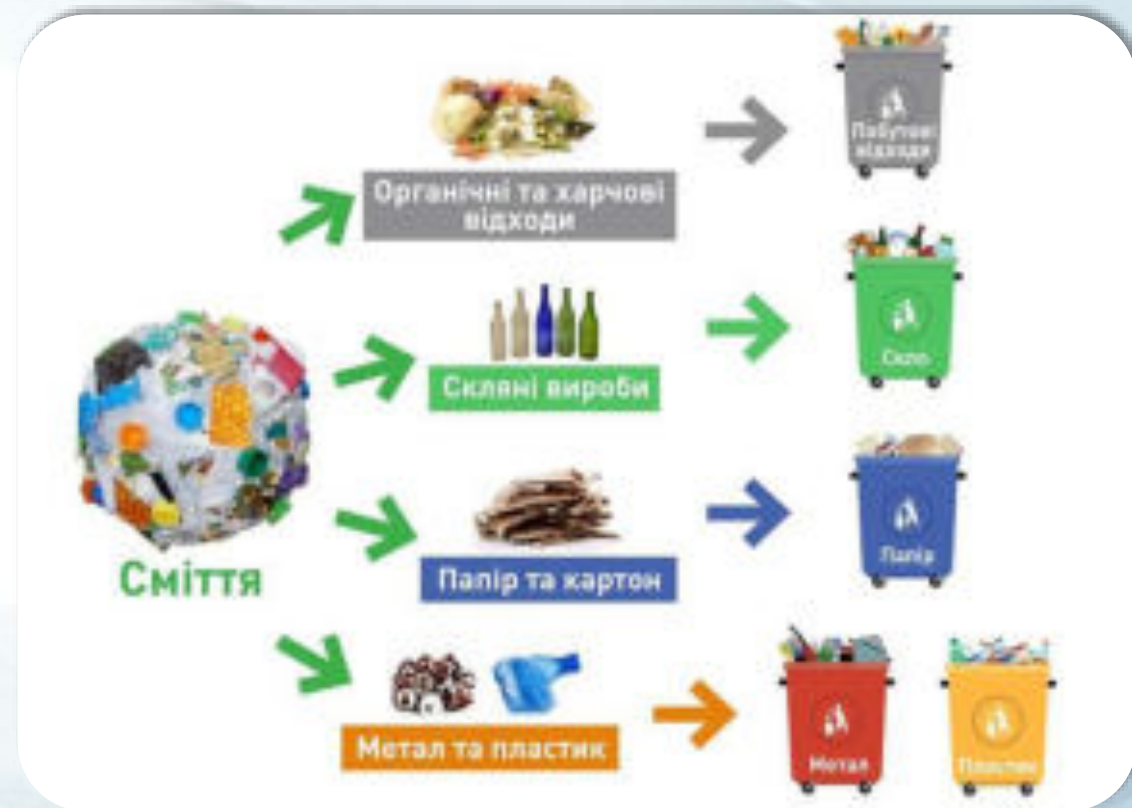 Органічні та харчові
відходи
Побутові
відходи
Скляні вироби
Скло
Сміття
Папір та картон
Папір
Метал та пластик
Метал
Пластик